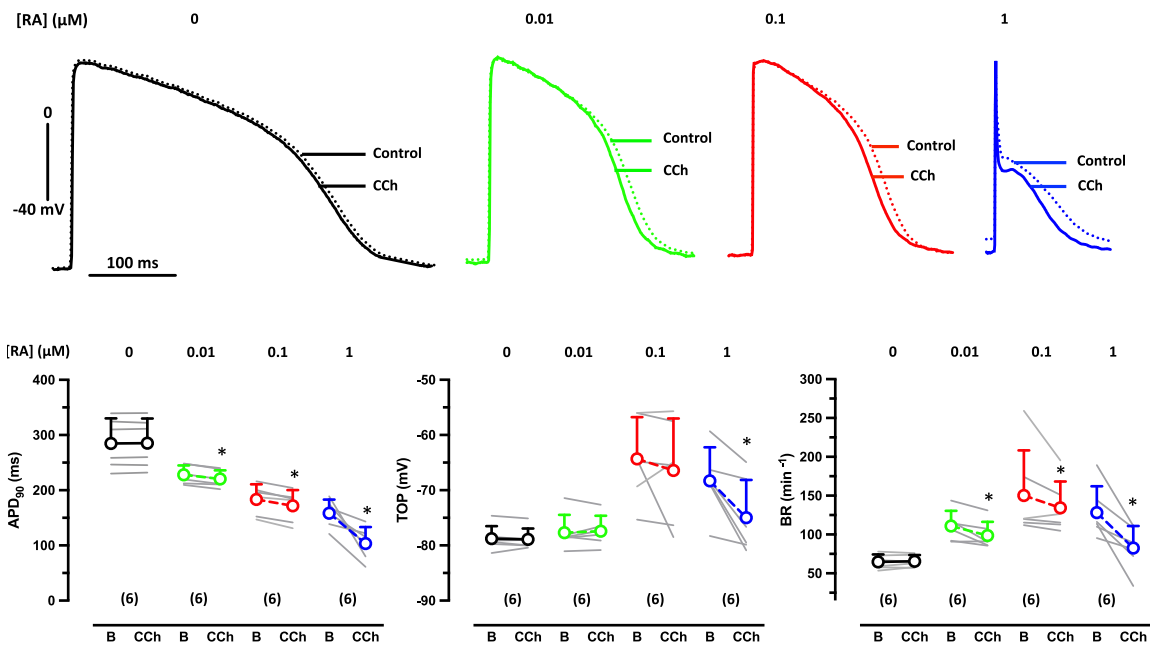 [RA] (µM) 0 0.01 0.1 1
0
-40 mV
100 ms
Control
CCh
Control
CCh
Control
CCh
Control
CCh
[RA] (µM) 0 0.01 0.1 1 0 0.01 0.1 1 0 0.01 0.1 1
APD90 (ms)
400
300
200
100
0
* * *
(6) (6) (6) (6)
B CCh B CCh B CCh B CCh
TOP (mV)
-50
-60
-70
-80
-90
*
(6) (6) (6) (6)
B CCh B CCh B CCh B CCh
BR (min -1)
300
250
200
150
100
50
* * *
(6) (6) (6) (6)
B CCh B CCh B CCh B CCh